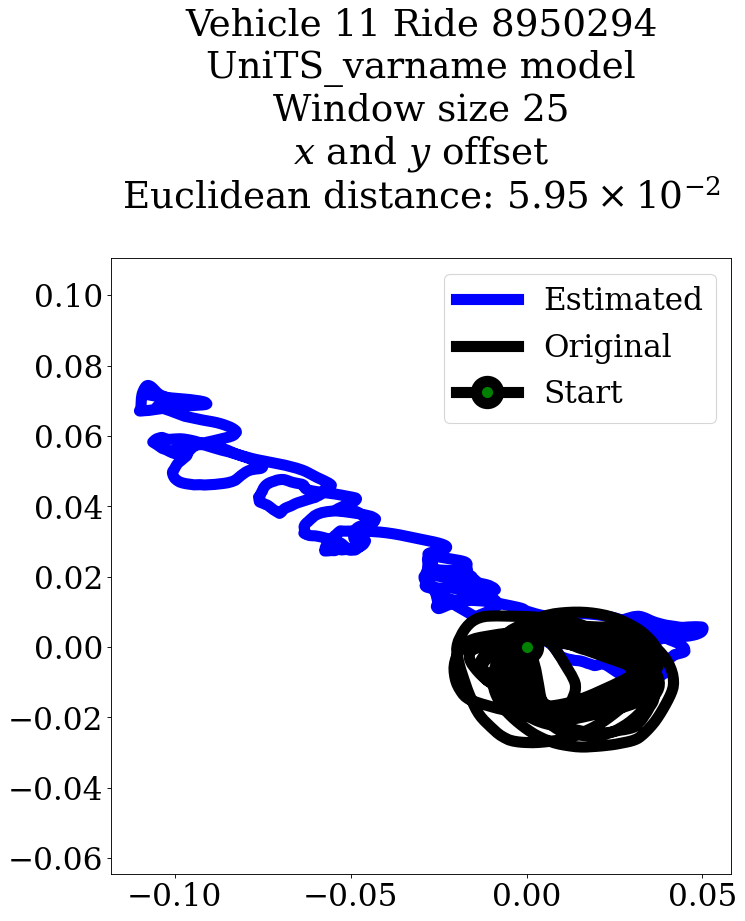 Vehicle 11 Ride 8950294
UniTS_varname model
Window size 25
x and y offset
Euclidean distance: 5.95 × 10⁻²
Estimated
Original
Start
0.10
0.08
0.06
0.04
0.02
0.00
−0.02
−0.04
−0.06
−0.10
−0.05
0.00
0.05